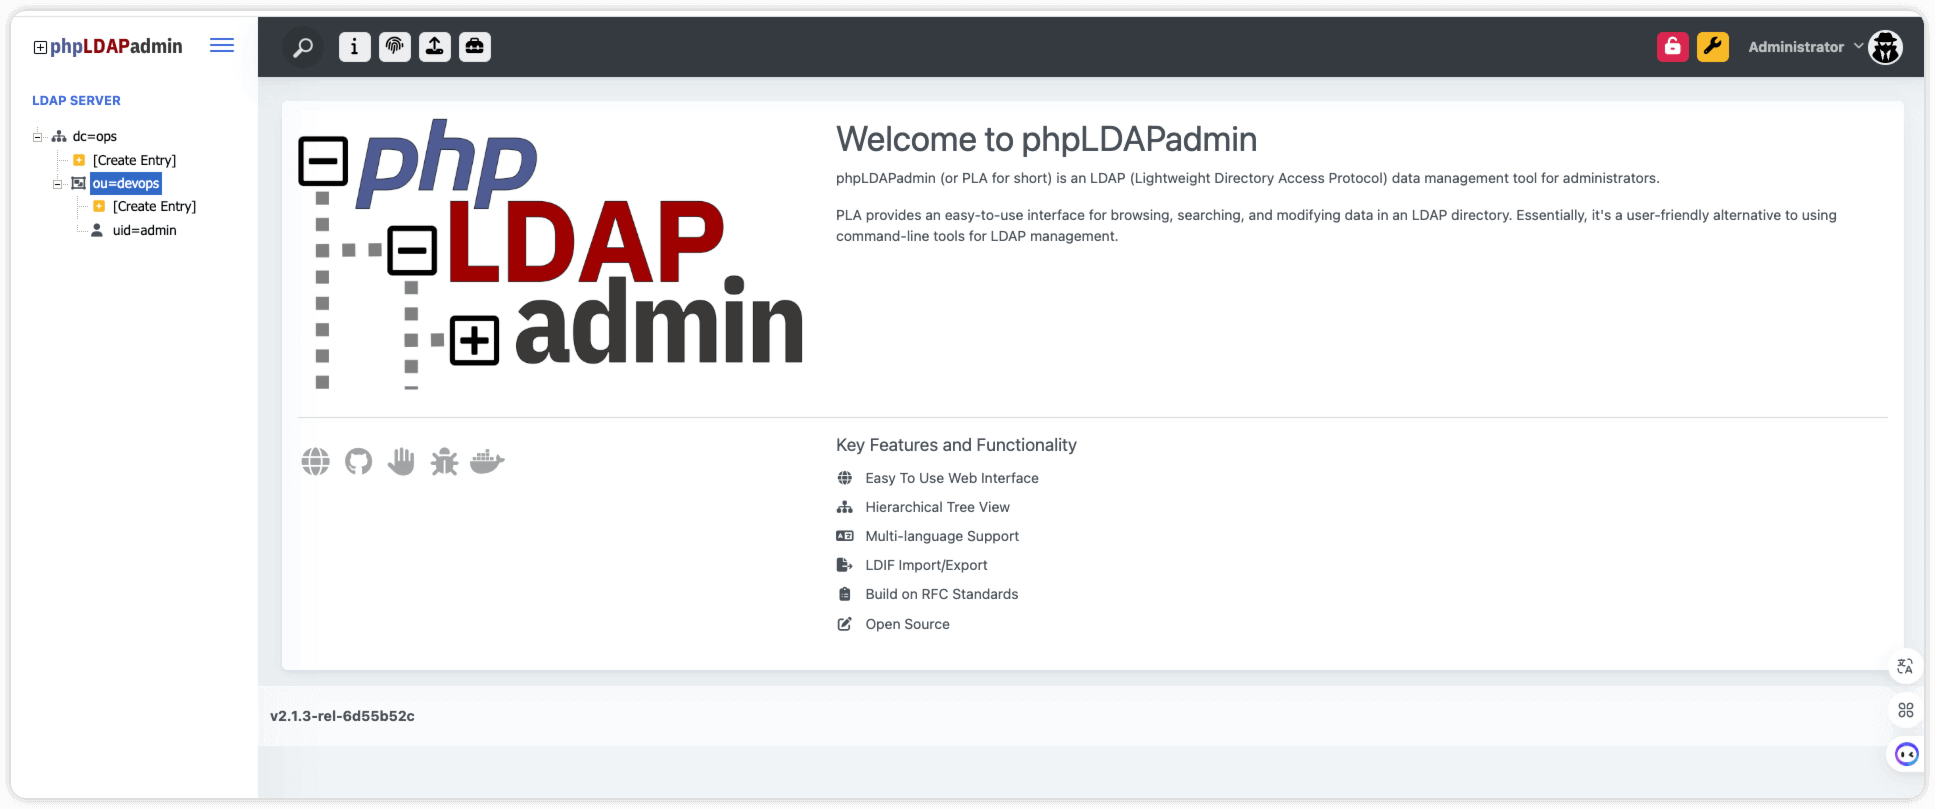 phpLDAPadmin
Administrator
LDAP SERVER
dc=ops
[Create Entry]
ou=devops
[Create Entry]
uid=admin
php
LDAP
admin
Welcome to phpLDAPadmin
phpLDAPadmin (or PLA for short) is an LDAP (Lightweight Directory Access Protocol) data management tool for administrators.
PLA provides an easy-to-use interface for browsing, searching, and modifying data in an LDAP directory. Essentially, it's a user-friendly alternative to using
command-line tools for LDAP management.
Key Features and Functionality
Easy To Use Web Interface
Hierarchical Tree View
Multi-language Support
LDIF Import/Export
Build on RFC Standards
Open Source
v2.1.3-rel-6d55b52c